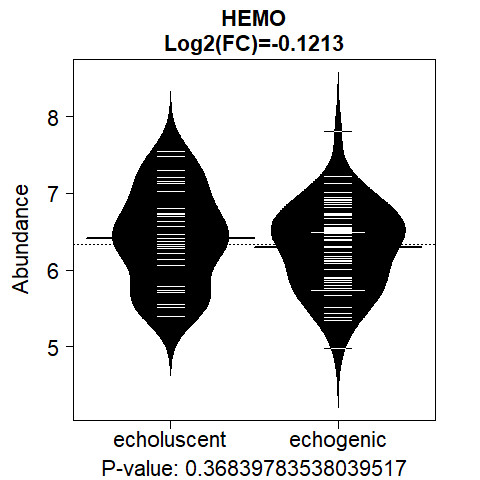 HEMO
Log2(FC)=-0.1213
Abundance
8
7
6
5
echoluscent echogenic
P-value: 0.36839783538039517